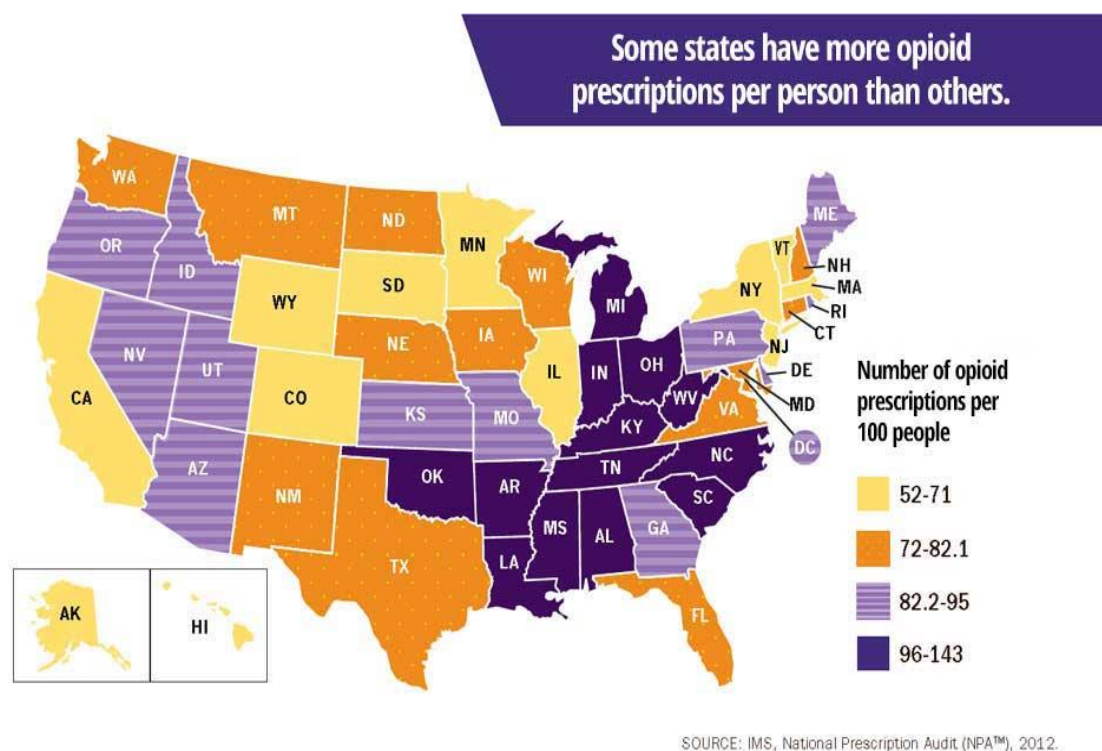 Some states have more opioid
prescriptions per person than others.
WA
MT
ND
MN
ME
OR
ID
WI
VT
NH
SD
NY
MA
WY
MI
RI
CT
IA
PA
NJ
NE
NV
UT
IL
IN
OH
DE
CA
CO
WV
MD
KS
MO
VA
KY
DC
AZ
OK
TN
NC
NM
AR
SC
MS
AL
GA
TX
LA
FL
AK
HI
Number of opioid
prescriptions per
100 people
52-71
72-82.1
82.2-95
96-143
SOURCE: IMS, National Prescription Audit (NPA™), 2012.